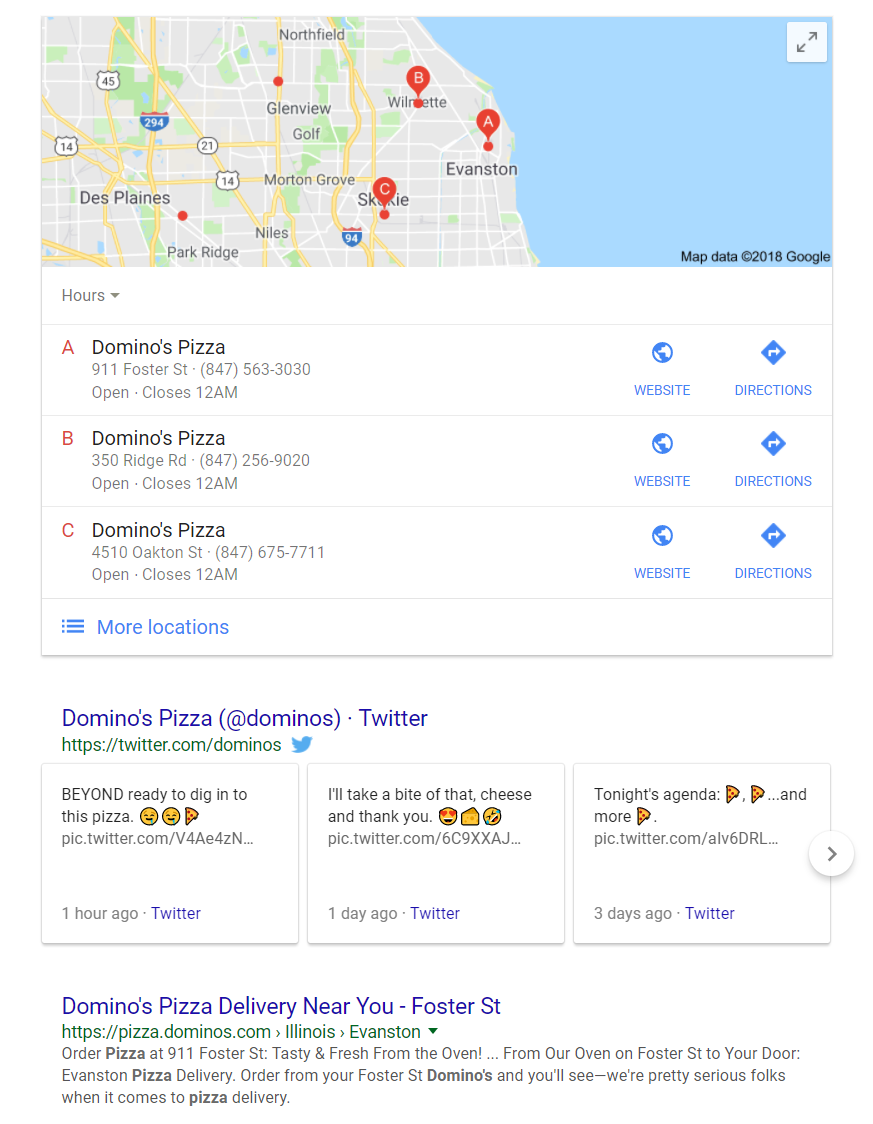 Northfield
45
B
Wilmette
Glenview
294
A
Golf
14
21
Evanston
14
Morton Grove
C
Des Plaines
Skokie
Niles
94
Park Ridge
Map data ©2018 Google
Hours
A Domino's Pizza
911 Foster St · (847) 563-3030
Open · Closes 12AM
WEBSITE DIRECTIONS
B Domino's Pizza
350 Ridge Rd · (847) 256-9020
Open · Closes 12AM
WEBSITE DIRECTIONS
C Domino's Pizza
4510 Oakton St · (847) 675-7711
Open · Closes 12AM
WEBSITE DIRECTIONS
More locations
Domino's Pizza (@dominos) · Twitter
https://twitter.com/dominos
BEYOND ready to dig in to
this pizza. 🤤🤤🍕
pic.twitter.com/V4Ae4zN...
1 hour ago · Twitter
I'll take a bite of that, cheese
and thank you. 😍🧀🤣
pic.twitter.com/6C9XXAJ...
1 day ago · Twitter
Tonight's agenda: 🍕, 🍕...and
more 🍕.
pic.twitter.com/aIv6DRL...
3 days ago · Twitter
Domino's Pizza Delivery Near You - Foster St
https://pizza.dominos.com › Illinois › Evanston
Order Pizza at 911 Foster St: Tasty & Fresh From the Oven! ... From Our Oven on Foster St to Your Door:
Evanston Pizza Delivery. Order from your Foster St Domino's and you'll see—we're pretty serious folks
when it comes to pizza delivery.